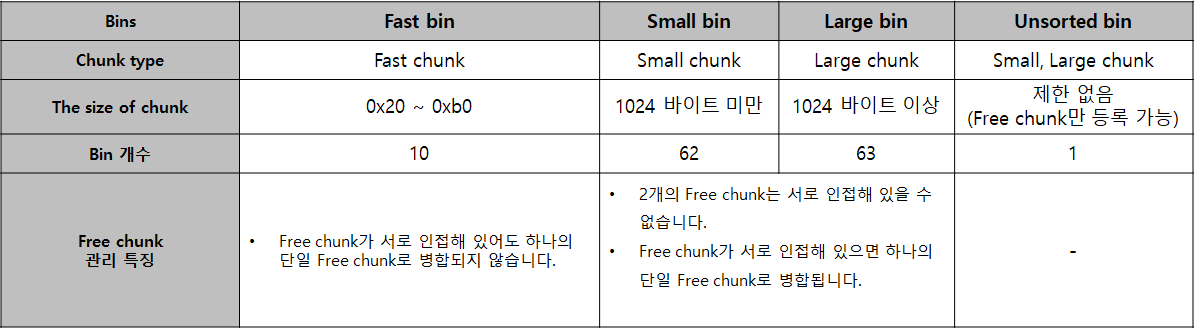 Bins
Fast bin
Small bin
Large bin
Unsorted bin
Chunk type
Fast chunk
Small chunk
Large chunk
Small, Large chunk
The size of chunk
0x20 ~ 0xb0
1024 바이트 미만
1024 바이트 이상
제한 없음
(Free chunk만 등록 가능)
Bin 개수
10
62
63
1
Free chunk
관리 특징
• Free chunk가 서로 인접해 있어도 하나의
단일 Free chunk로 병합되지 않습니다.
• 2개의 Free chunk는 서로 인접해 있을 수
없습니다.
• Free chunk가 서로 인접해 있으면 하나의
단일 Free chunk로 병합됩니다.
-